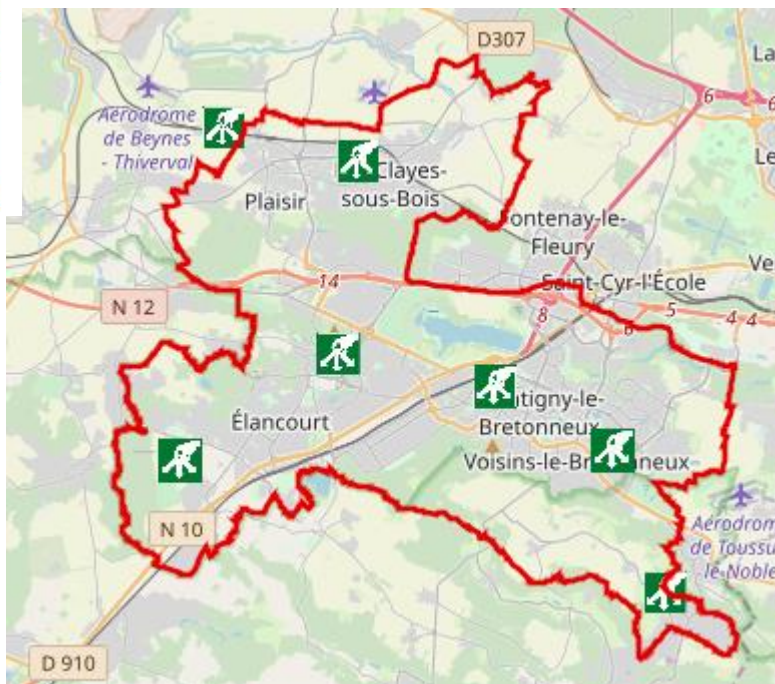 D307
Aérodrome
de Beynes
- Thiverval
Clayes-
sous-Bois
Plaisir
Fontenay-le-
Fleury
Saint-Cyr-l'École
La
6
6
Le
Ve
14
N 12
8
6
5
4
4
Élancourt
tigny-le-
Bretonneux
Voisins-le-Br nneux
N 10
Aérodrom
de Toussu
le-Noble
D 910